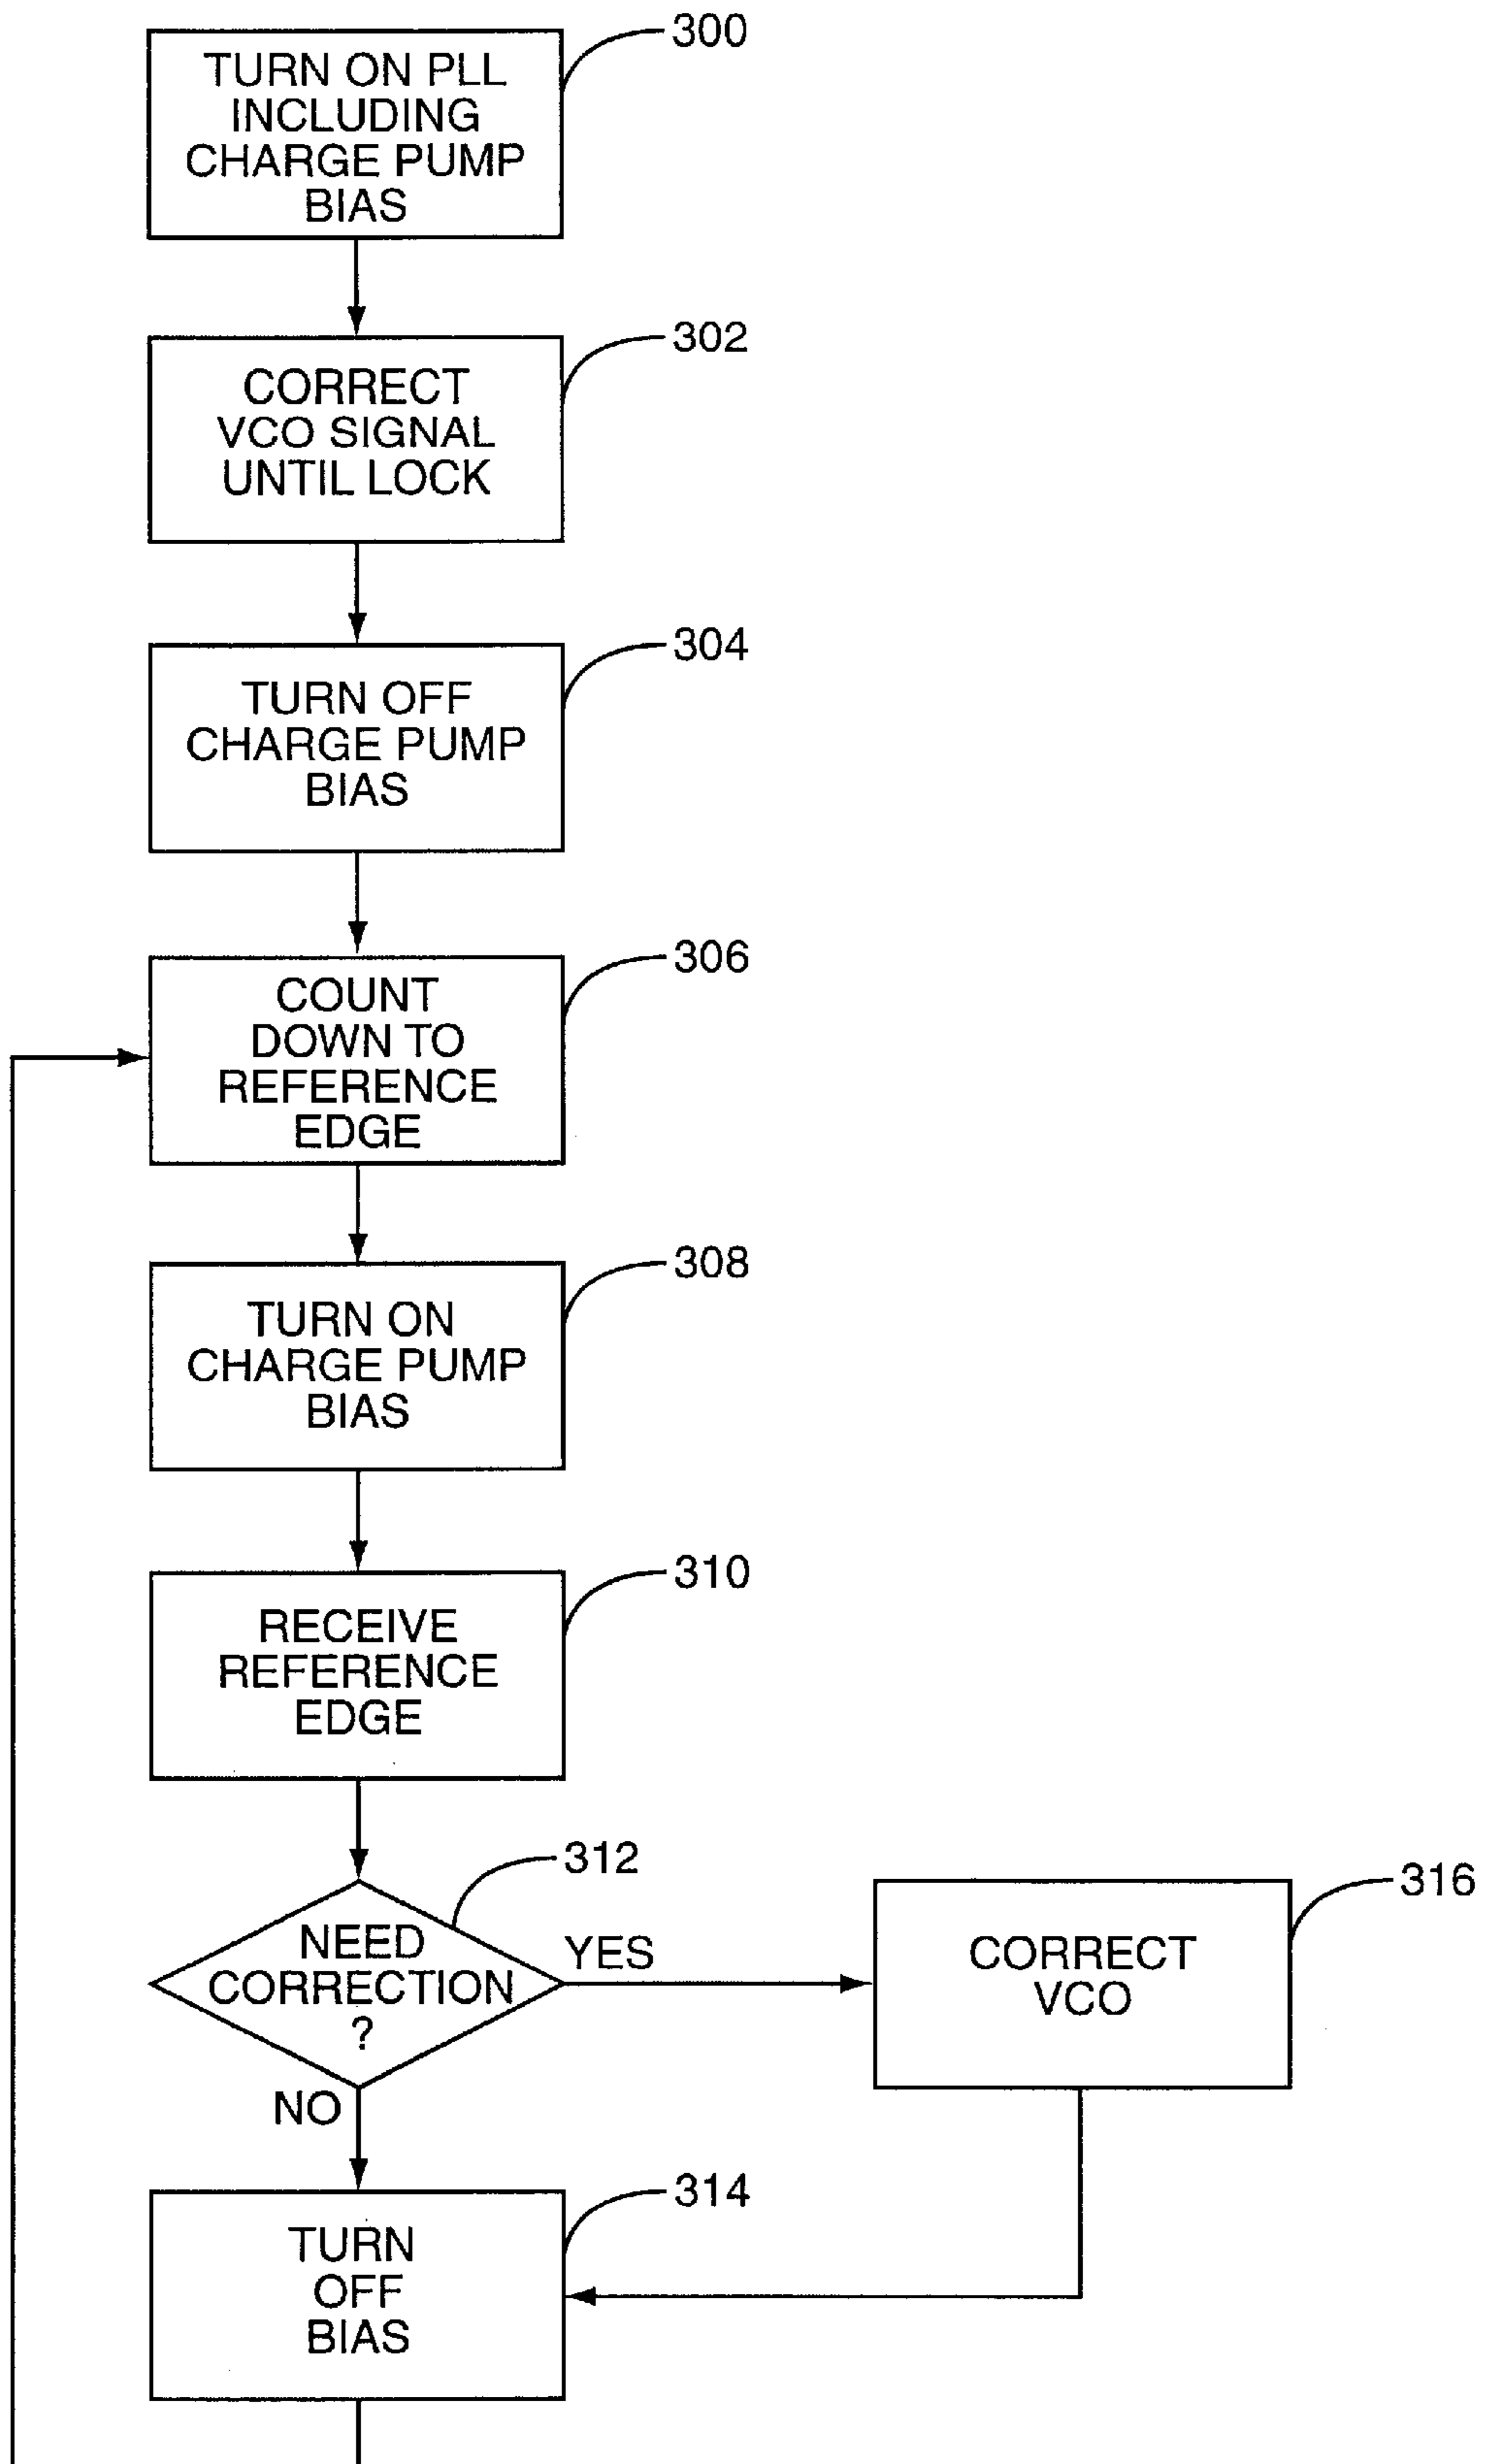 300
TURN ON PLL
INCLUDING
CHARGE PUMP
BIAS
302
CORRECT
VCO SIGNAL
UNTIL LOCK
304
TURN OFF
CHARGE PUMP
BIAS
306
COUNT
DOWN TO
REFERENCE
EDGE
308
TURN ON
CHARGE PUMP
BIAS
310
RECEIVE
REFERENCE
EDGE
312
NEED
CORRECTION
?
YES
316
CORRECT
VCO
NO
314
TURN
OFF
BIAS